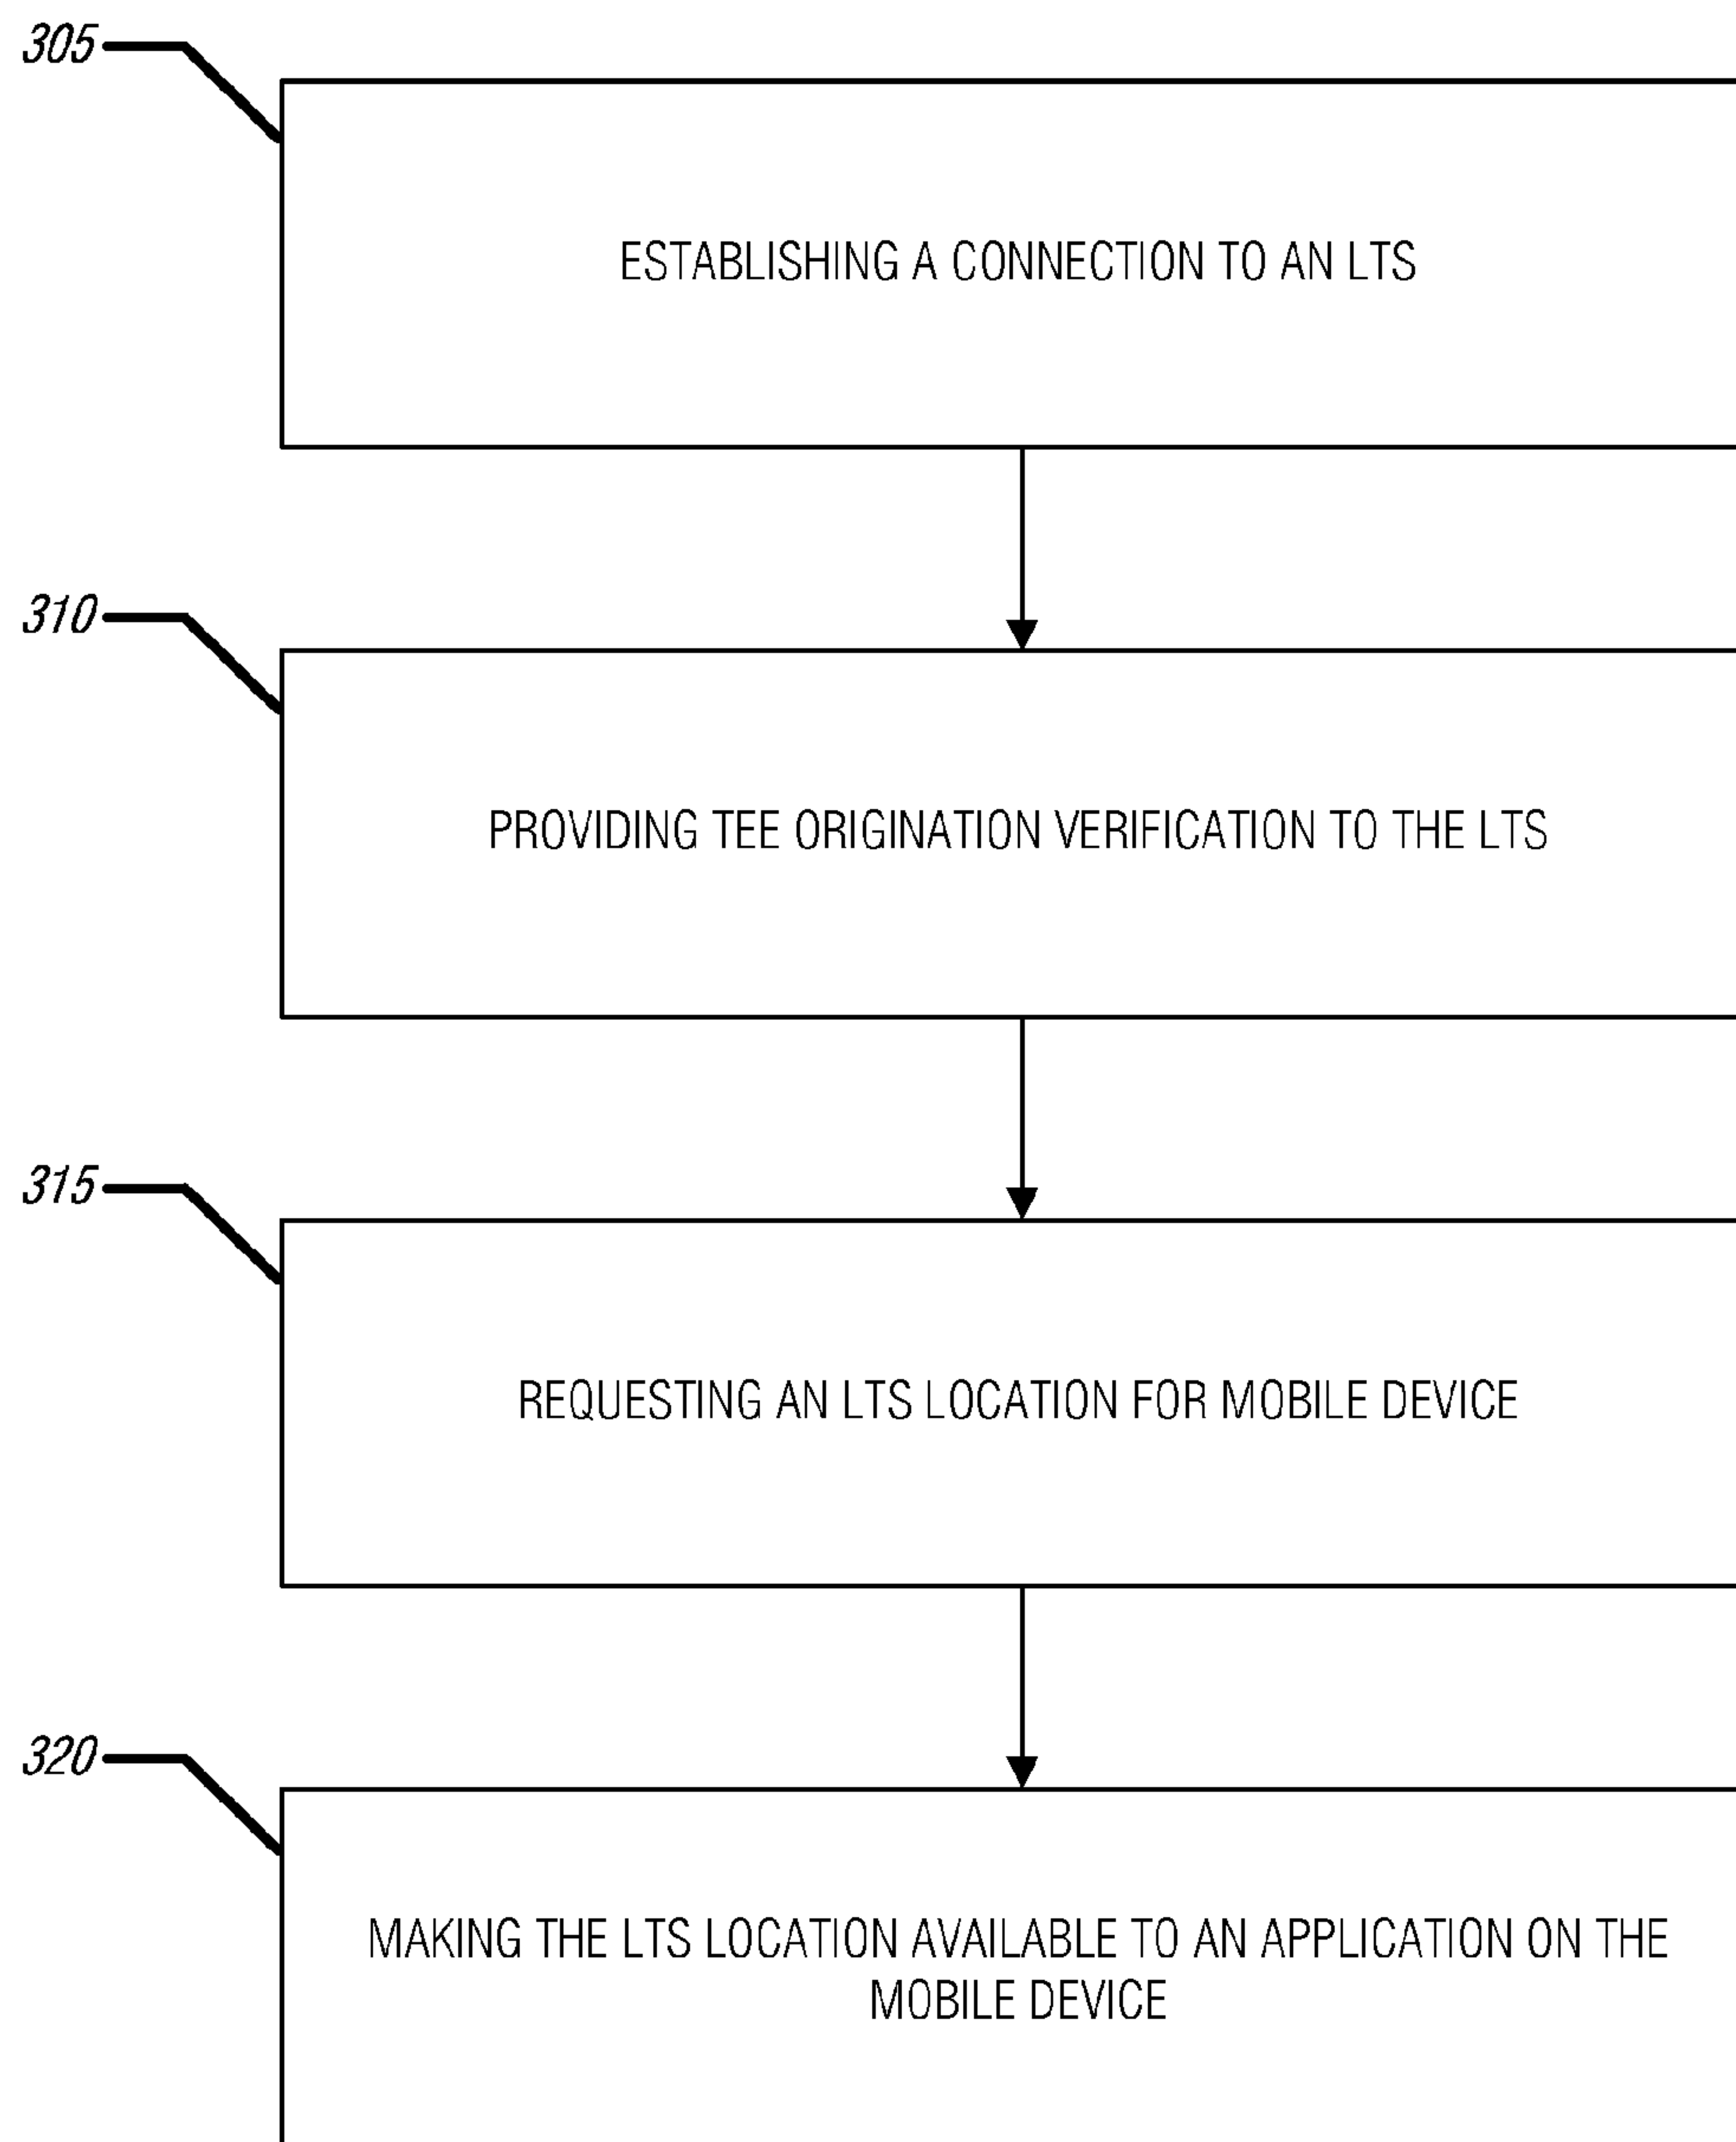 305
ESTABLISHING A CONNECTION TO AN LTS
310
PROVIDING TEE ORIGINATION VERIFICATION TO THE LTS
315
REQUESTING AN LTS LOCATION FOR MOBILE DEVICE
320
MAKING THE LTS LOCATION AVAILABLE TO AN APPLICATION ON THE
MOBILE DEVICE